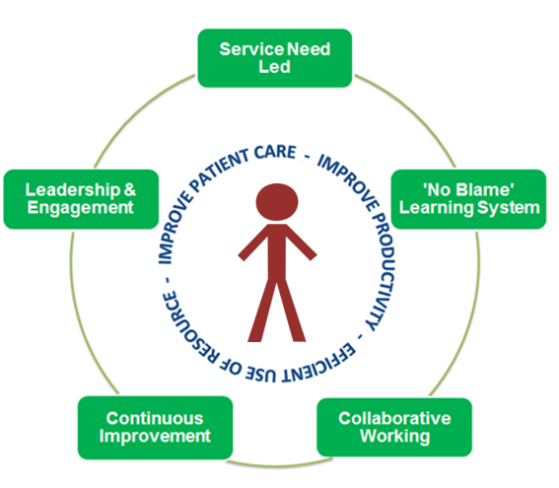 Service Need
Led
'No Blame'
Learning System
Collaborative
Working
Continuous
Improvement
Leadership &
Engagement
IMPROVE PATIENT CARE - IMPROVE PRODUCTIVITY - EFFICIENT USE OF RESOURCE -